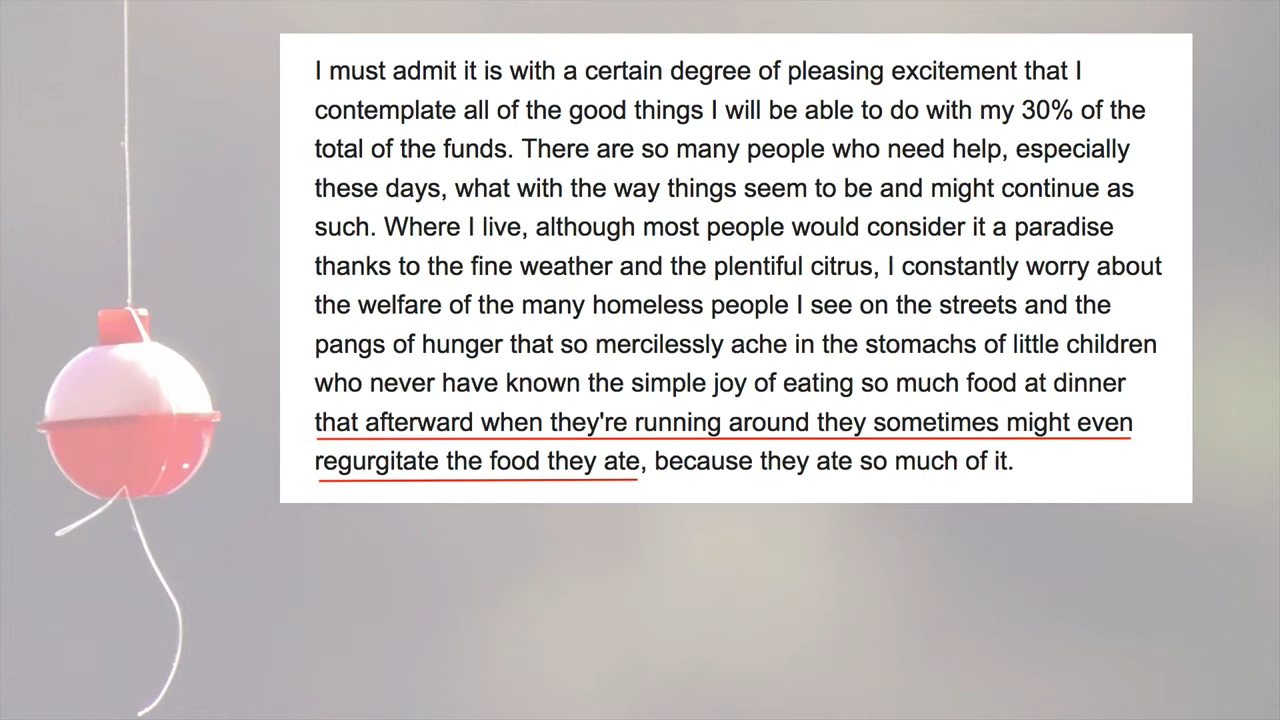 I must admit it is with a certain degree of pleasing excitement that I
contemplate all of the good things I will be able to do with my 30% of the
total of the funds. There are so many people who need help, especially
these days, what with the way things seem to be and might continue as
such. Where I live, although most people would consider it a paradise
thanks to the fine weather and the plentiful citrus, I constantly worry about
the welfare of the many homeless people I see on the streets and the
pangs of hunger that so mercilessly ache in the stomachs of little children
who never have known the simple joy of eating so much food at dinner
that afterward when they're running around they sometimes might even
regurgitate the food they ate, because they ate so much of it.